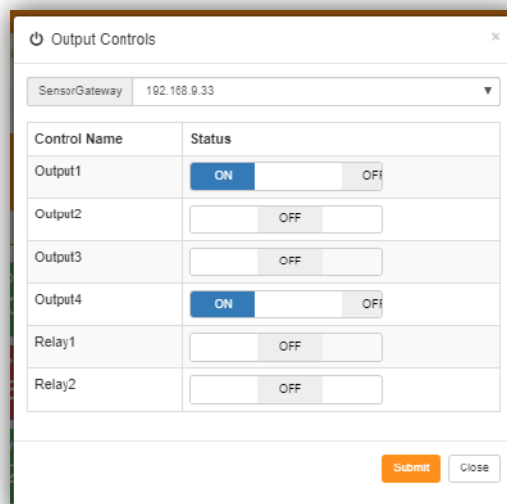 Output Controls ×
SensorGateway 192.168.9.33
Control Name Status
Output1 ON OFF
Output2 OFF
Output3 OFF
Output4 ON OFF
Relay1 OFF
Relay2 OFF
Submit Close